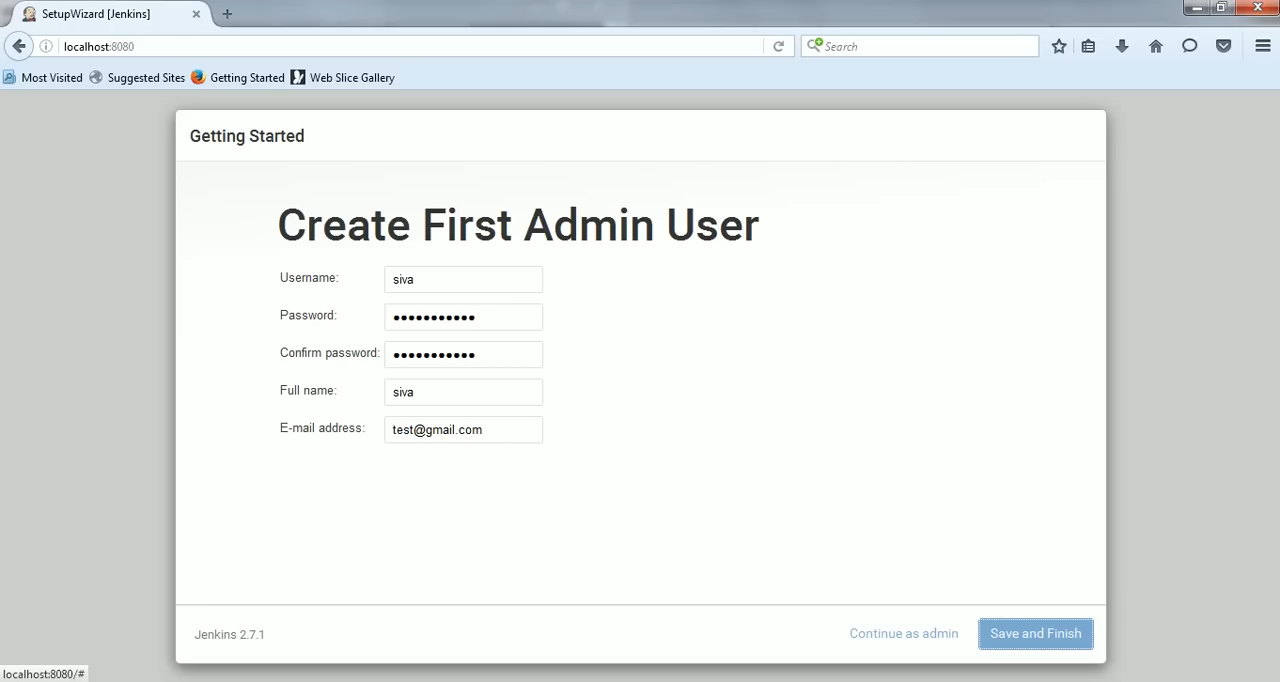 SetupWizard [Jenkins]
localhost:8080
Search
Most Visited Suggested Sites Getting Started Web Slice Gallery
Getting Started
Create First Admin User
Username: siva
Password: •••••••••••
Confirm password: •••••••••••
Full name: siva
E-mail address: test@gmail.com
Jenkins 2.7.1 Continue as admin Save and Finish
localhost:8080/#